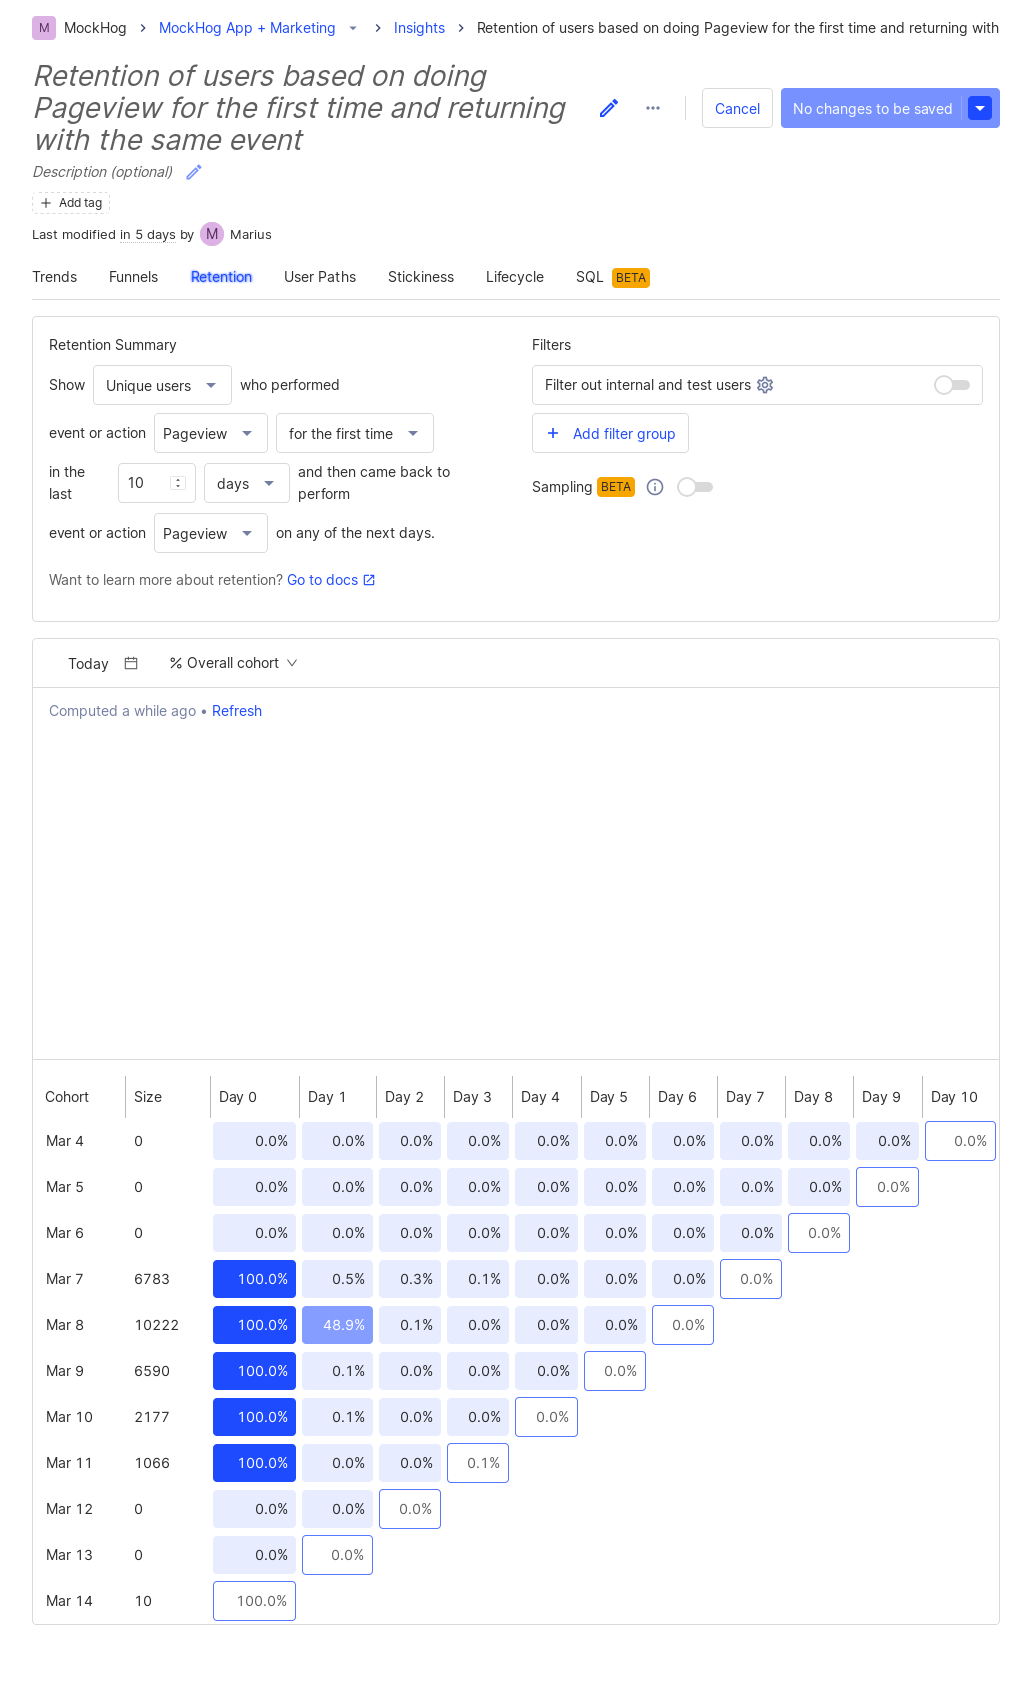 M MockHog > MockHog App + Marketing > Insights > Retention of users based on doing Pageview for the first time and returning with
Retention of users based on doing
Pageview for the first time and returning
with the same event
Cancel
No changes to be saved
Description (optional)
+ Add tag
Last modified in 5 days by M Marius
Trends Funnels Retention User Paths Stickiness Lifecycle SQL BETA
Retention Summary
Show Unique users who performed
event or action Pageview for the first time
in the last 10 days and then came back to perform
event or action Pageview on any of the next days.
Want to learn more about retention? Go to docs
Filters
Filter out internal and test users
+ Add filter group
Sampling BETA
Today % Overall cohort
Computed a while ago • Refresh
Cohort Size Day 0 Day 1 Day 2 Day 3 Day 4 Day 5 Day 6 Day 7 Day 8 Day 9 Day 10
Mar 4 0 0.0% 0.0% 0.0% 0.0% 0.0% 0.0% 0.0% 0.0% 0.0% 0.0% 0.0%
Mar 5 0 0.0% 0.0% 0.0% 0.0% 0.0% 0.0% 0.0% 0.0% 0.0% 0.0%
Mar 6 0 0.0% 0.0% 0.0% 0.0% 0.0% 0.0% 0.0% 0.0% 0.0%
Mar 7 6783 100.0% 0.5% 0.3% 0.1% 0.0% 0.0% 0.0% 0.0%
Mar 8 10222 100.0% 48.9% 0.1% 0.0% 0.0% 0.0% 0.0%
Mar 9 6590 100.0% 0.1% 0.0% 0.0% 0.0% 0.0%
Mar 10 2177 100.0% 0.1% 0.0% 0.0% 0.0%
Mar 11 1066 100.0% 0.0% 0.0% 0.1%
Mar 12 0 0.0% 0.0% 0.0%
Mar 13 0 0.0% 0.0%
Mar 14 10 100.0%